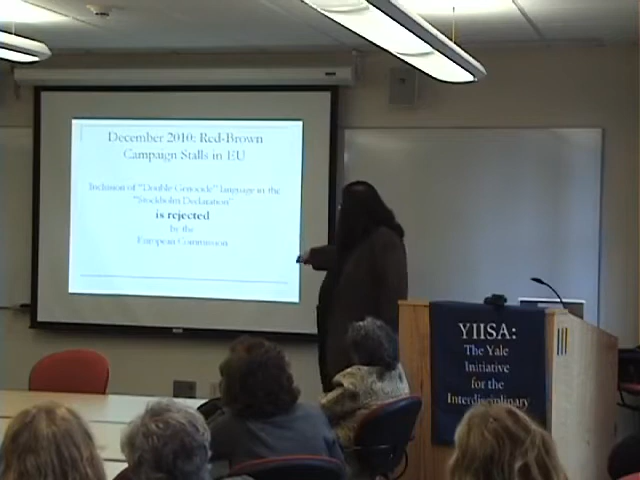 December 2010: Red-Brown
Campaign Stalls in EU
Inclusion of "Double Genocide" language in the
"Stockholm Declaration"
is rejected
by the
European Commission
YIISA:
The Yale
Initiative
for the
Interdisciplinary